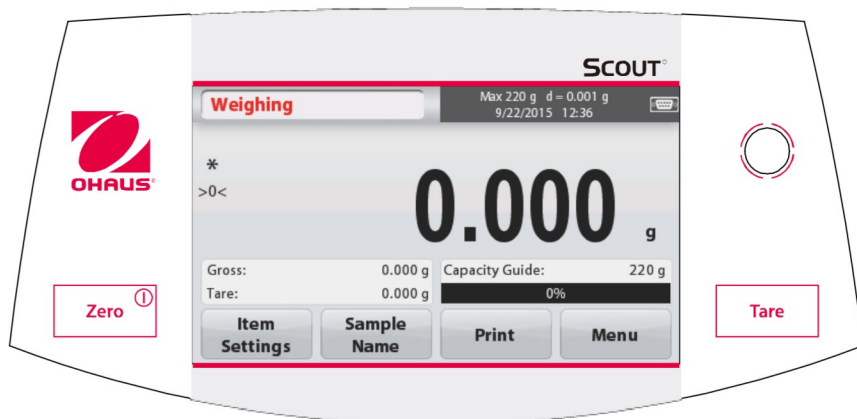 SCOUT
Weighing
Max 220 g d = 0.001 g
9/22/2015 12:36
OHAUS
*
>0<
0.000 g
Gross: 0.000 g
Capacity Guide: 220 g
Tare: 0.000 g
0%
Zero
Item Settings
Sample Name
Print
Menu
Tare